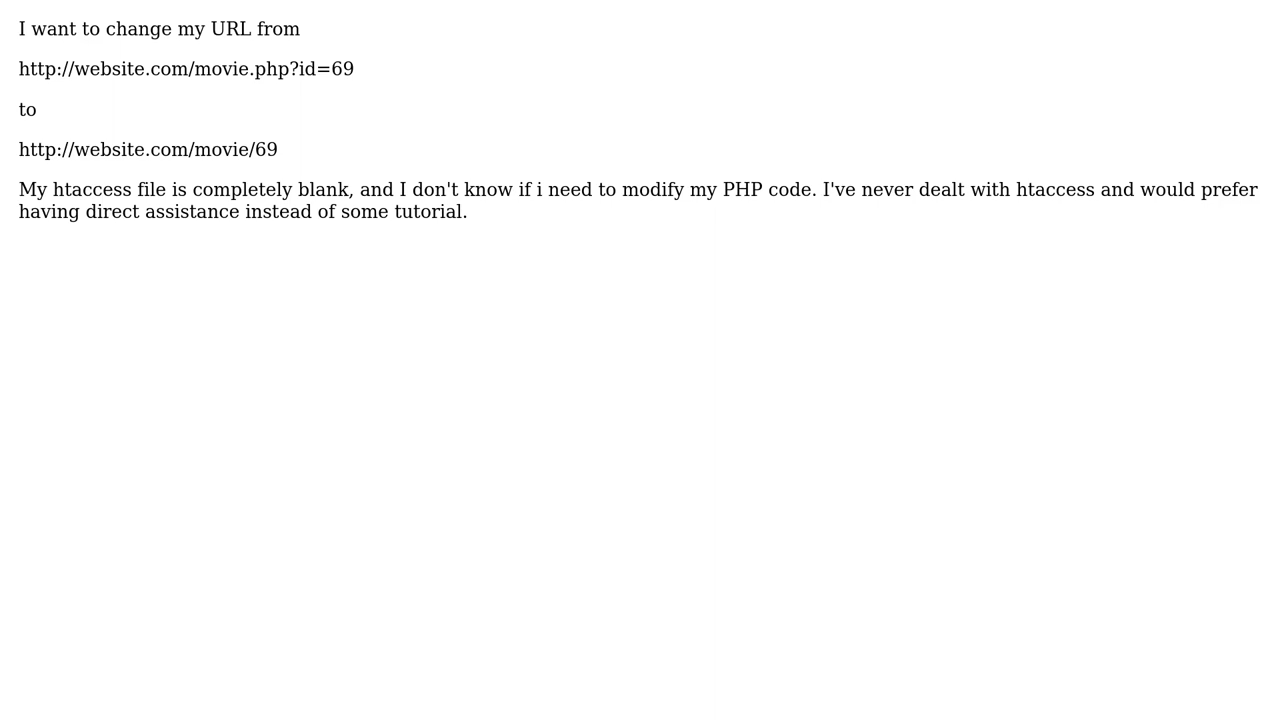 I want to change my URL from
http://website.com/movie.php?id=69
to
http://website.com/movie/69
My htaccess file is completely blank, and I don't know if i need to modify my PHP code. I've never dealt with htaccess and would prefer
having direct assistance instead of some tutorial.